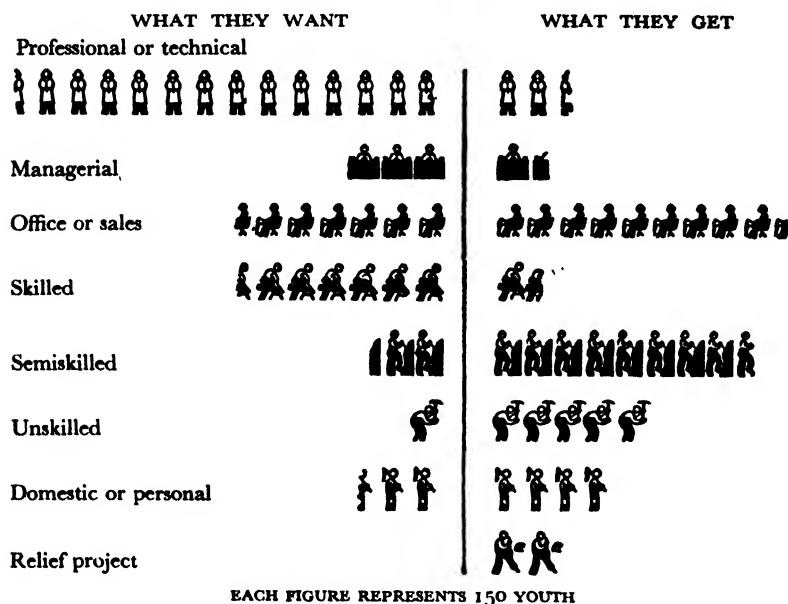 WHAT THEY WANT WHAT THEY GET
Professional or technical
Managerial
Office or sales
Skilled
Semiskilled
Unskilled
Domestic or personal
Relief project
EACH FIGURE REPRESENTS 150 YOUTH